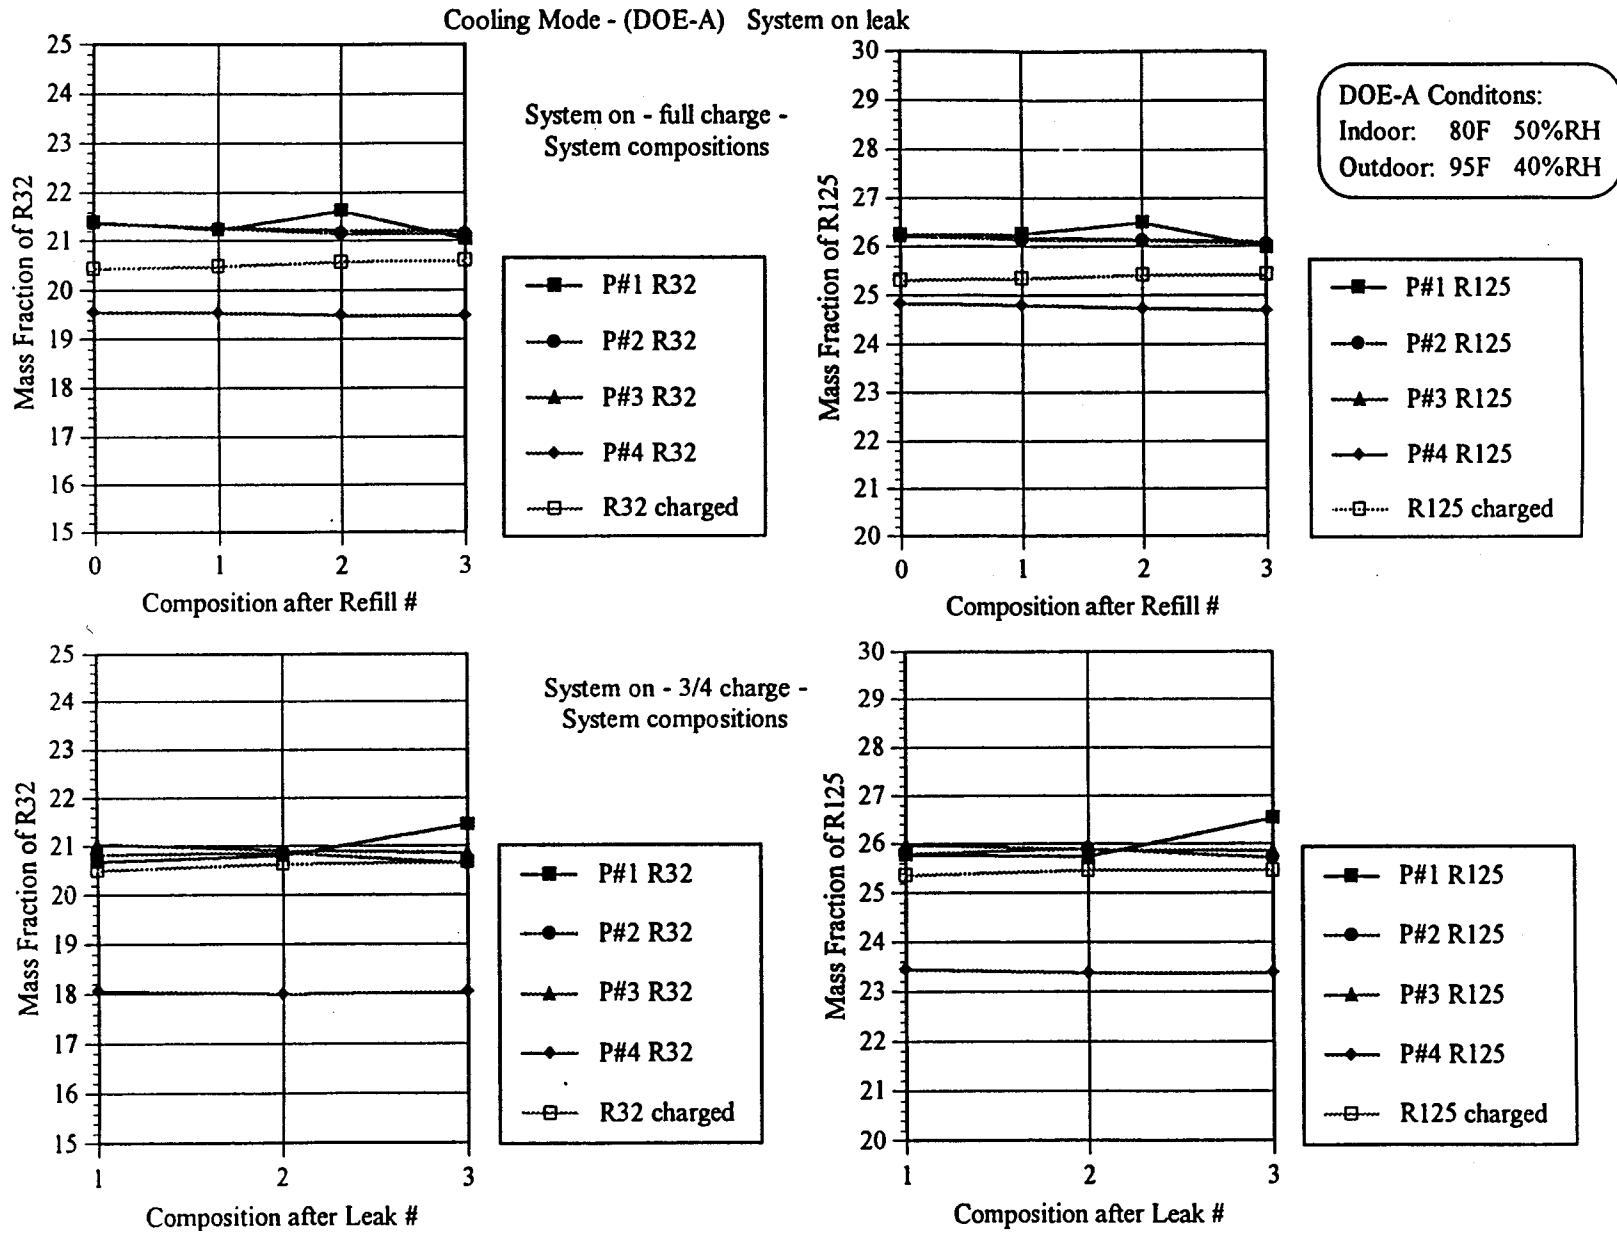 Cooling Mode - (DOE-A) System on leak
25
24
23
22
21
20
19
18
17
16
15
Mass Fraction of R32
0 1 2 3
Composition after Refill #
System on - full charge -
System compositions
P#1 R32
P#2 R32
P#3 R32
P#4 R32
R32 charged
30
29
28
27
26
25
24
23
22
21
20
Mass Fraction of R125
0 1 2 3
Composition after Refill #
DOE-A Conditons:
Indoor: 80F 50%RH
Outdoor: 95F 40%RH
P#1 R125
P#2 R125
P#3 R125
P#4 R125
R125 charged
25
24
23
22
21
20
19
18
17
16
15
Mass Fraction of R32
1 2 3
Composition after Leak #
System on - 3/4 charge -
System compositions
P#1 R32
P#2 R32
P#3 R32
P#4 R32
R32 charged
30
29
28
27
26
25
24
23
22
21
20
Mass Fraction of R125
1 2 3
Composition after Leak #
P#1 R125
P#2 R125
P#3 R125
P#4 R125
R125 charged